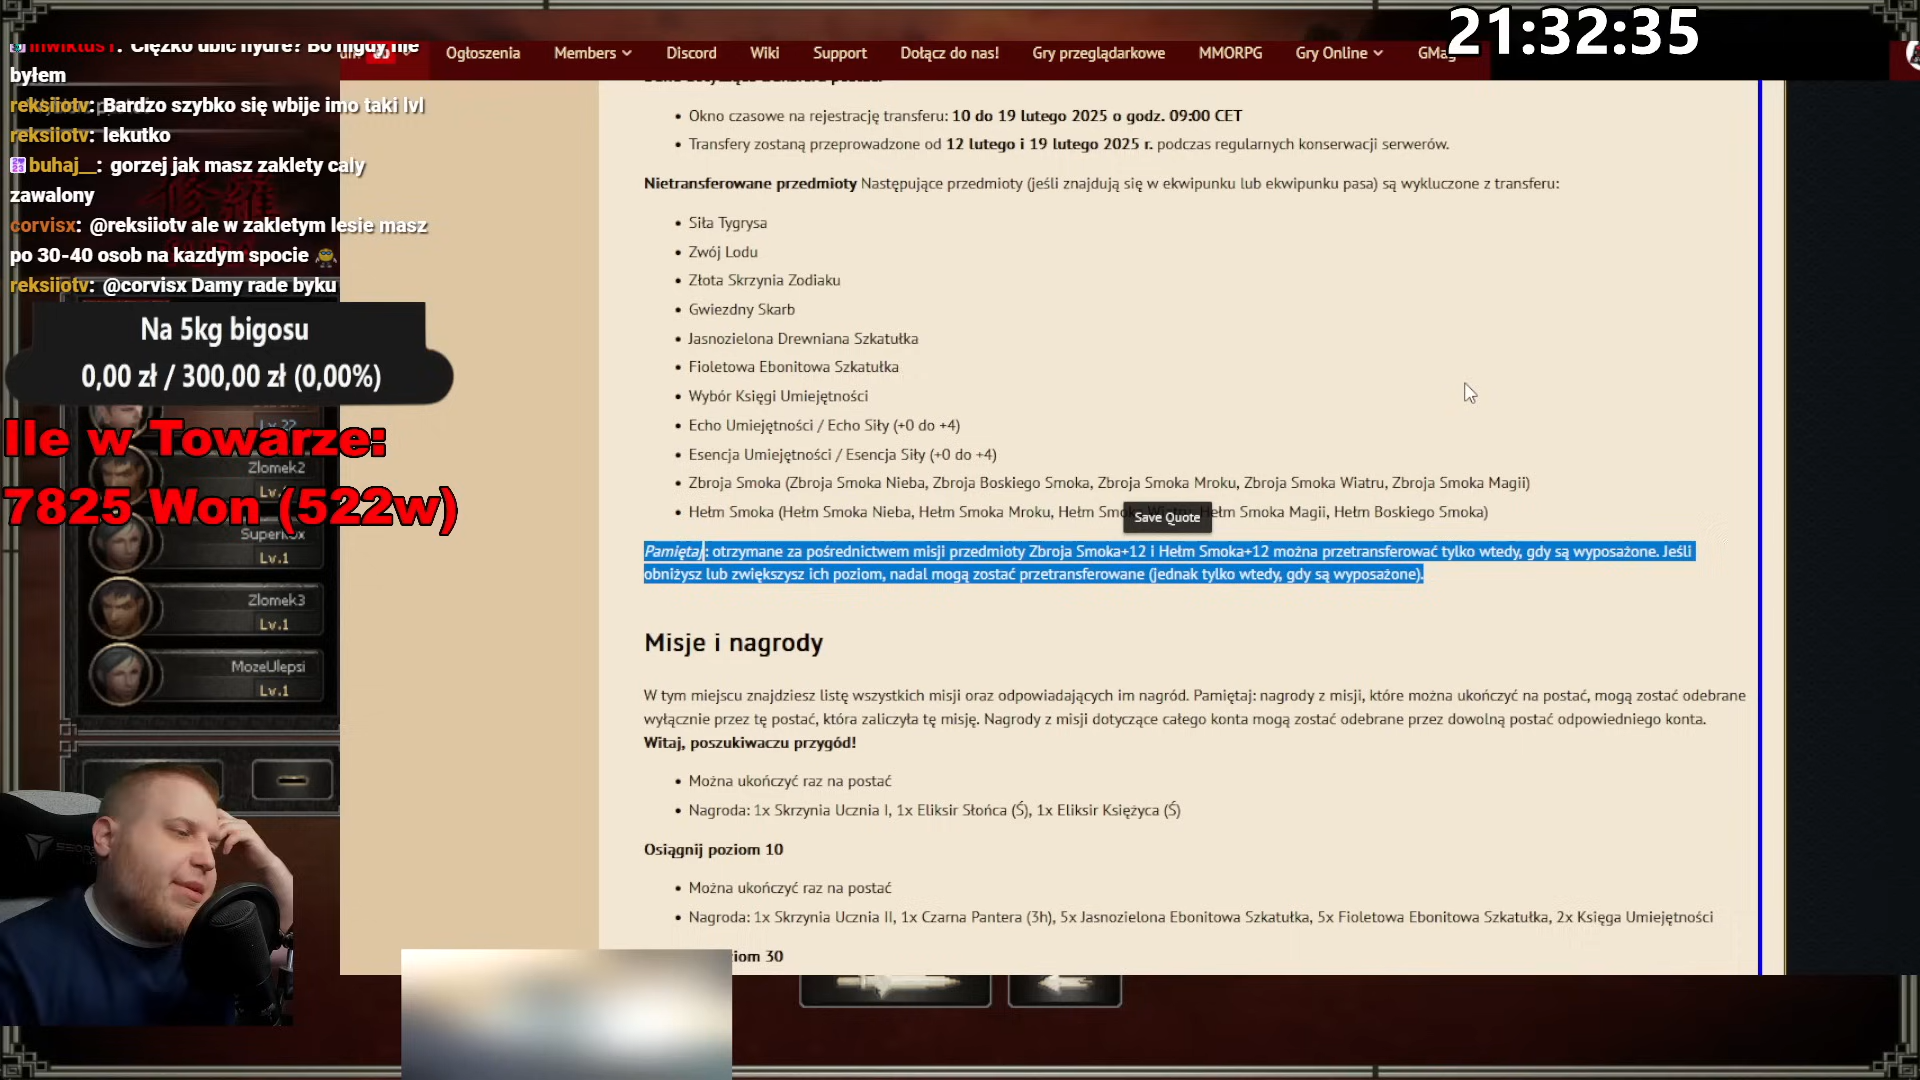 21:32:35
inwiktus1: Ciężko ubić hydre? Bo nigdy nie
byłem
reksiiotv: Bardzo szybko się wbije imo taki lvl
reksiiotv: lekutko
buhaj__: gorzej jak masz zaklety caly
zawalony
corvisx: @reksiiotv ale w zakletym lesie masz
po 30-40 osob na kazdym spocie
reksiiotv: @corvisx Damy rade byku
Na 5kg bigosu
0,00 zł / 300,00 zł (0,00%)
Ile w Towarze:
7825 Won (522w)
Zlomek2
Lv.1
Zlomek3
Lv.1
MozeUlepsi
Lv.1
Ogłoszenia
Members
Discord
Wiki
Support
Dołącz do nas!
Gry przeglądarkowe
MMORPG
Gry Online
GMag
Okno czasowe na rejestrację transferu: 10 do 19 lutego 2025 o godz. 09:00 CET
Transfery zostaną przeprowadzone od 12 lutego i 19 lutego 2025 r. podczas regularnych konserwacji serwerów.
Nietransferowane przedmioty Następujące przedmioty (jeśli znajdują się w ekwipunku lub ekwipunku pasa) są wykluczone z transferu:
Siła Tygrysa
Zwój Lodu
Złota Skrzynia Zodiaku
Gwiezdny Skarb
Jasnozielona Drewniana Szkatułka
Fioletowa Ebonitowa Szkatułka
Wybór Księgi Umiejętności
Echo Umiejętności / Echo Siły (+0 do +4)
Esencja Umiejętności / Esencja Siły (+0 do +4)
Zbroja Smoka (Zbroja Smoka Nieba, Zbroja Boskiego Smoka, Zbroja Smoka Mroku, Zbroja Smoka Wiatru, Zbroja Smoka Magii)
Hełm Smoka (Hełm Smoka Nieba, Hełm Smoka Mroku, Hełm Smoka Wiatru, Hełm Smoka Magii, Hełm Boskiego Smoka)
Save Quote
Pamiętaj: otrzymane za pośrednictwem misji przedmioty Zbroja Smoka+12 i Hełm Smoka+12 można przetransferować tylko wtedy, gdy są wyposażone. Jeśli
obniżysz lub zwiększysz ich poziom, nadal mogą zostać przetransferowane (jednak tylko wtedy, gdy są wyposażone).
Misje i nagrody
W tym miejscu znajdziesz listę wszystkich misji oraz odpowiadających im nagród. Pamiętaj: nagrody z misji, które można ukończyć na postać, mogą zostać odebrane
wyłącznie przez tę postać, która zaliczyła tę misję. Nagrody z misji dotyczące całego konta mogą zostać odebrane przez dowolną postać odpowiedniego konta.
Witaj, poszukiwaczu przygód!
Można ukończyć raz na postać
Nagroda: 1x Skrzynia Ucznia I, 1x Eliksir Słońca (Ś), 1x Eliksir Księżyca (Ś)
Osiągnij poziom 10
Można ukończyć raz na postać
Nagroda: 1x Skrzynia Ucznia II, 1x Czarna Pantera (3h), 5x Jasnozielona Ebonitowa Szkatułka, 5x Fioletowa Ebonitowa Szkatułka, 2x Księga Umiejętności
iom 30